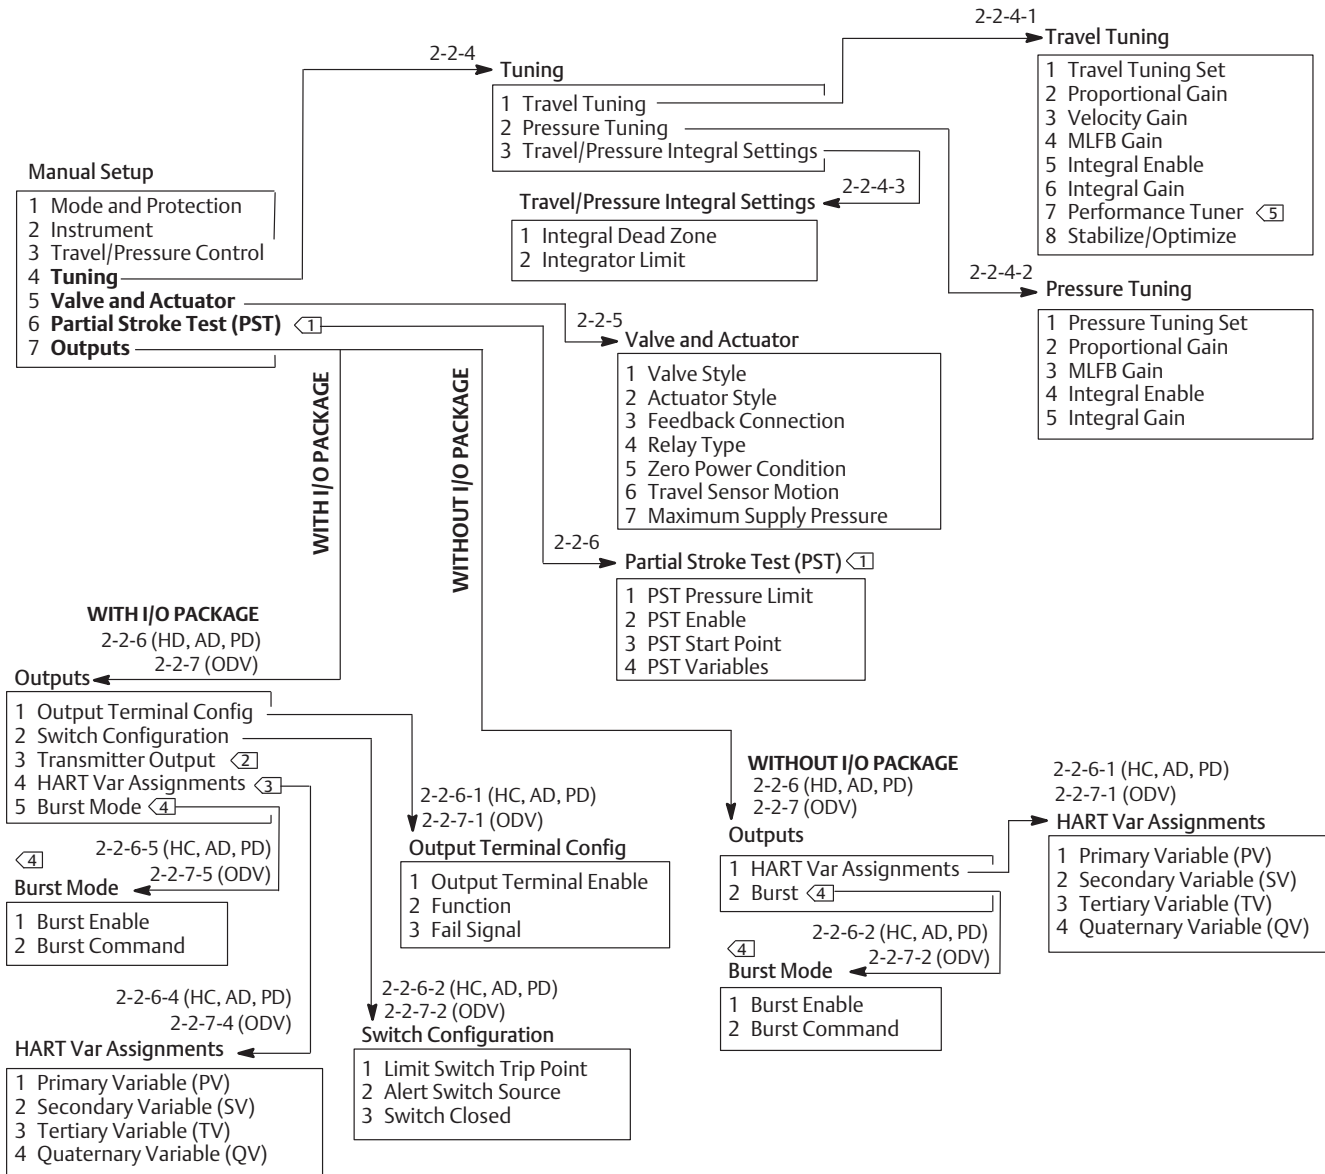 2-2-4-1
Travel Tuning
1 Travel Tuning Set
2 Proportional Gain
3 Velocity Gain
4 MLFB Gain
5 Integral Enable
6 Integral Gain
7 Performance Tuner 5
8 Stabilize/Optimize
2-2-4
Tuning
1 Travel Tuning
2 Pressure Tuning
3 Travel/Pressure Integral Settings
2-2-4-3
Travel/Pressure Integral Settings
1 Integral Dead Zone
2 Integrator Limit
Manual Setup
1 Mode and Protection
2 Instrument
3 Travel/Pressure Control
4 Tuning
5 Valve and Actuator
6 Partial Stroke Test (PST) 1
7 Outputs
2-2-4-2
Pressure Tuning
1 Pressure Tuning Set
2 Proportional Gain
3 MLFB Gain
4 Integral Enable
5 Integral Gain
2-2-5
Valve and Actuator
1 Valve Style
2 Actuator Style
3 Feedback Connection
4 Relay Type
5 Zero Power Condition
6 Travel Sensor Motion
7 Maximum Supply Pressure
WITH I/O PACKAGE
WITHOUT I/O PACKAGE
2-2-6
Partial Stroke Test (PST) 1
1 PST Pressure Limit
2 PST Enable
3 PST Start Point
4 PST Variables
WITH I/O PACKAGE
2-2-6 (HD, AD, PD)
2-2-7 (ODV)
Outputs
1 Output Terminal Config
2 Switch Configuration
3 Transmitter Output 2
4 HART Var Assignments 3
5 Burst Mode 4
4
2-2-6-5 (HC, AD, PD)
2-2-7-5 (ODV)
Burst Mode
1 Burst Enable
2 Burst Command
2-2-6-4 (HC, AD, PD)
2-2-7-4 (ODV)
HART Var Assignments
1 Primary Variable (PV)
2 Secondary Variable (SV)
3 Tertiary Variable (TV)
4 Quaternary Variable (QV)
2-2-6-1 (HC, AD, PD)
2-2-7-1 (ODV)
Output Terminal Config
1 Output Terminal Enable
2 Function
3 Fail Signal
2-2-6-2 (HC, AD, PD)
2-2-7-2 (ODV)
Switch Configuration
1 Limit Switch Trip Point
2 Alert Switch Source
3 Switch Closed
WITHOUT I/O PACKAGE
2-2-6 (HD, AD, PD)
2-2-7 (ODV)
Outputs
1 HART Var Assignments
2 Burst 4
4
2-2-6-2 (HC, AD, PD)
2-2-7-2 (ODV)
Burst Mode
1 Burst Enable
2 Burst Command
2-2-6-1 (HC, AD, PD)
2-2-7-1 (ODV)
HART Var Assignments
1 Primary Variable (PV)
2 Secondary Variable (SV)
3 Tertiary Variable (TV)
4 Quaternary Variable (QV)